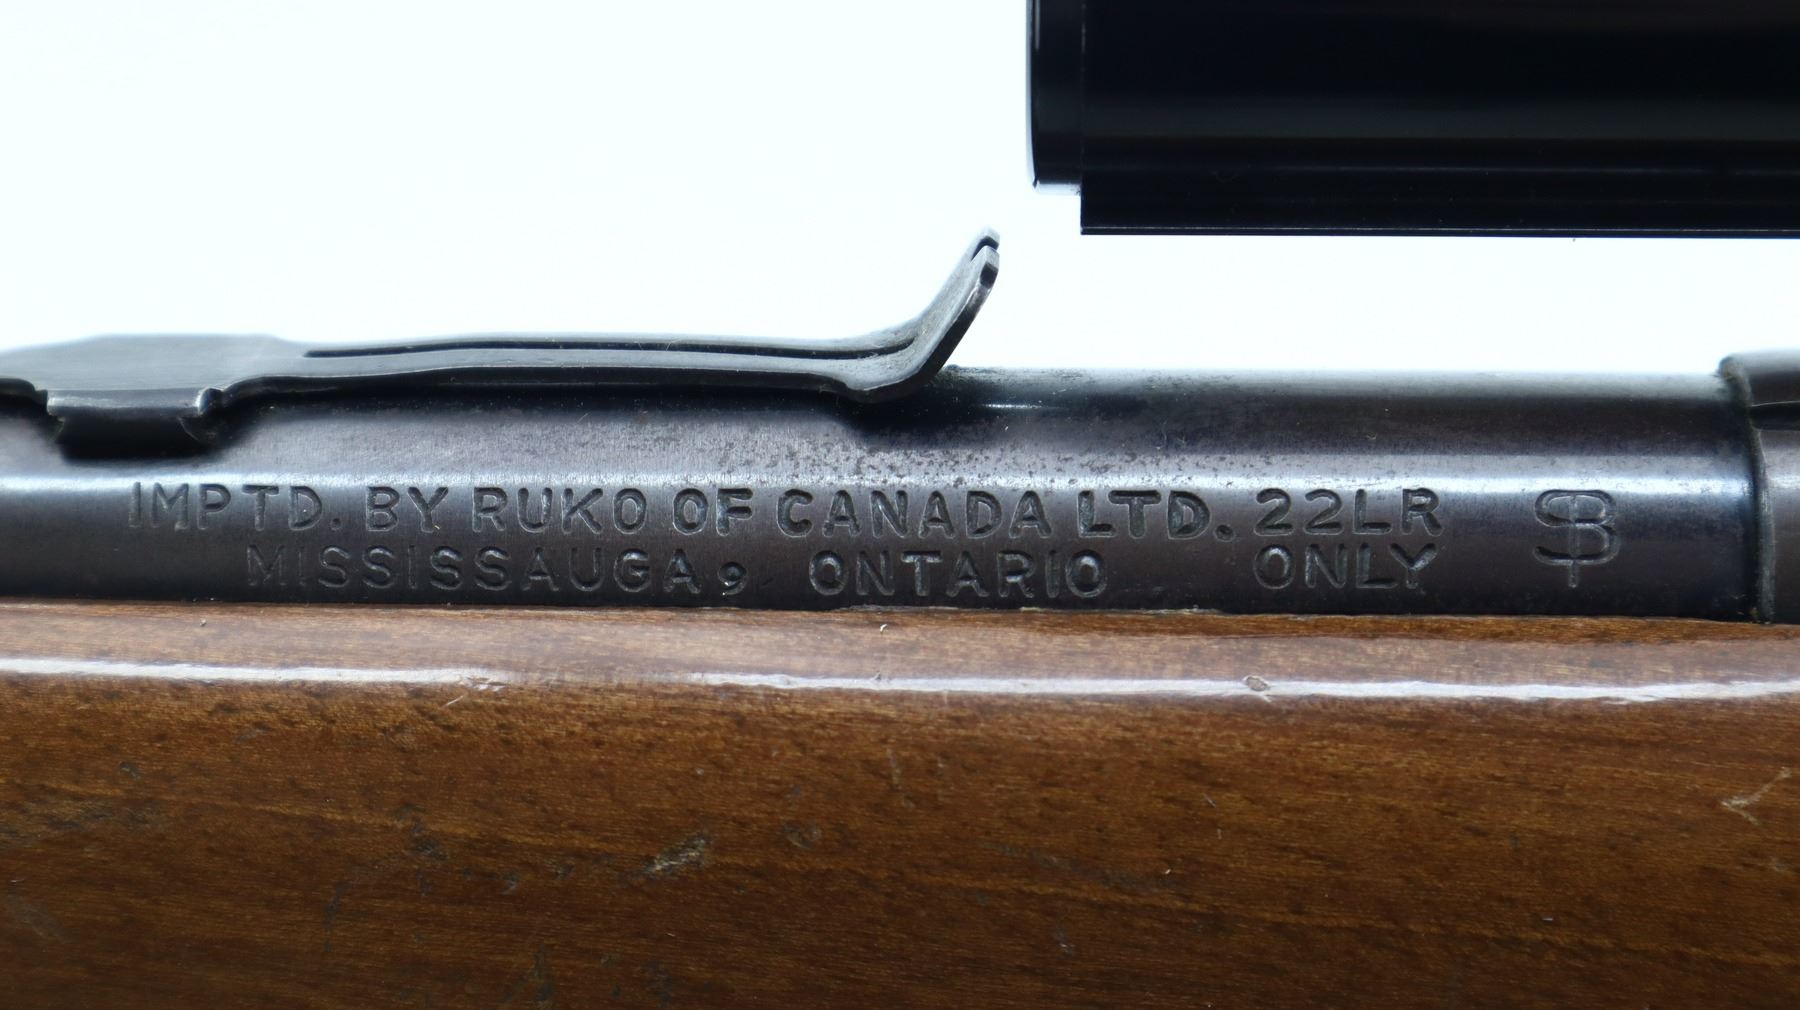 IMPTD. BY RUKO OF CANADA LTD. 22LR
MISSISSAUGA, ONTARIO ONLY